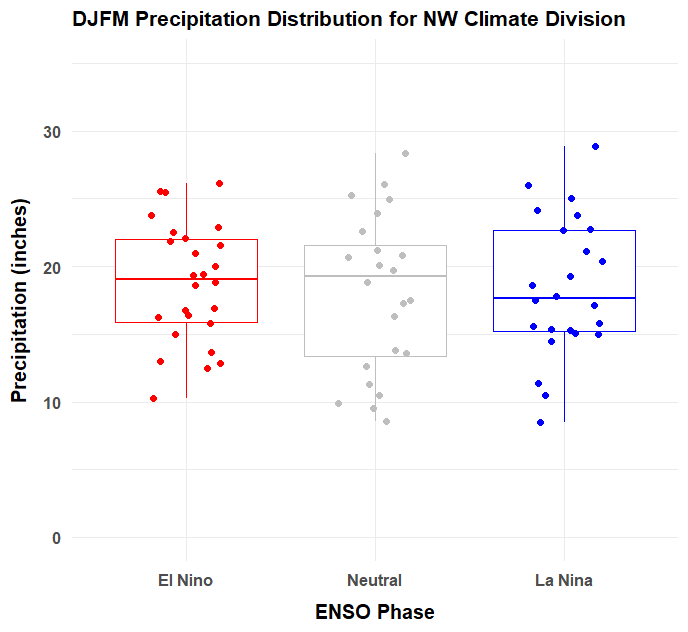 DJFM Precipitation Distribution for NW Climate Division
Precipitation (inches)
30
20
10
0
El Nino
Neutral
La Nina
ENSO Phase